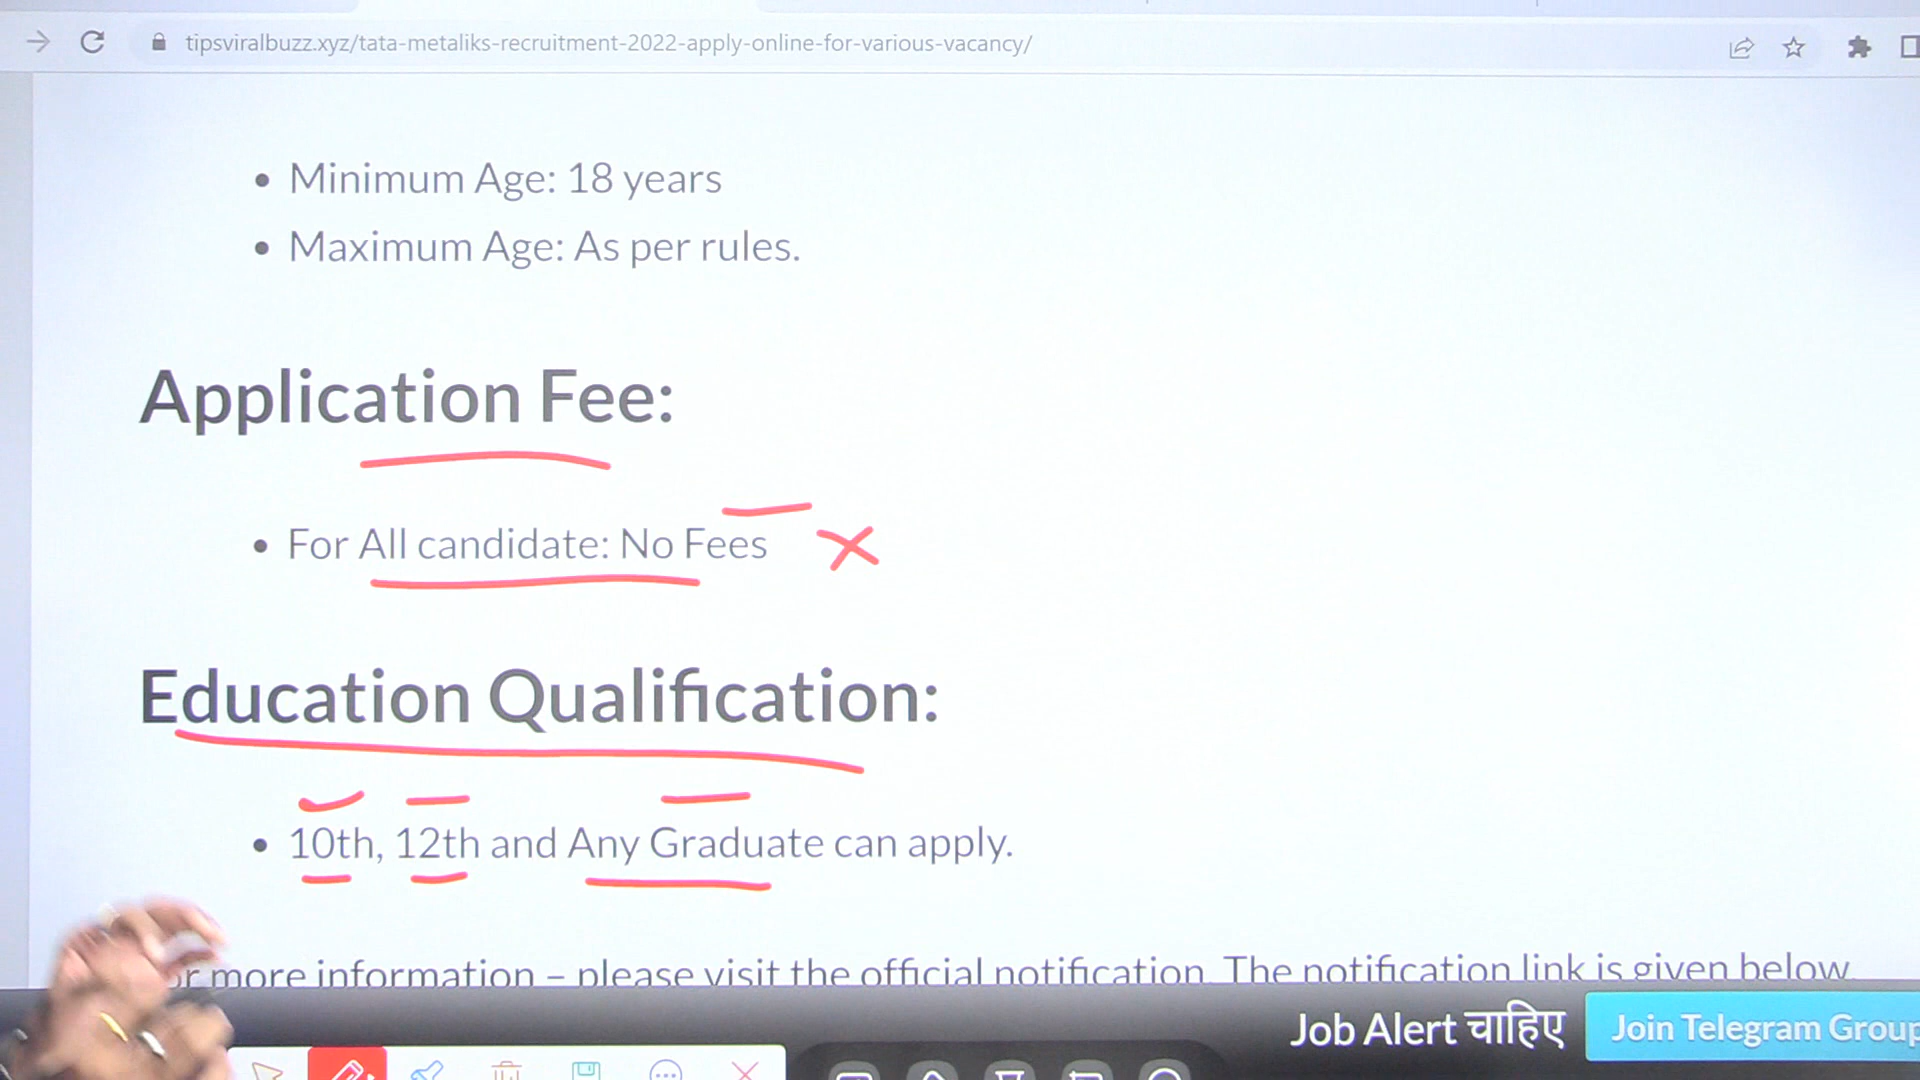 tipsviralbuzz.xyz/tata-metaliks-recruitment-2022-apply-online-for-various-vacancy/
Minimum Age: 18 years
Maximum Age: As per rules.
Application Fee:
For All candidate: No Fees
Education Qualification:
10th, 12th and Any Graduate can apply.
more information – please visit the official notification. The notification link is given below.
Job Alert चाहिए
Join Telegram Group